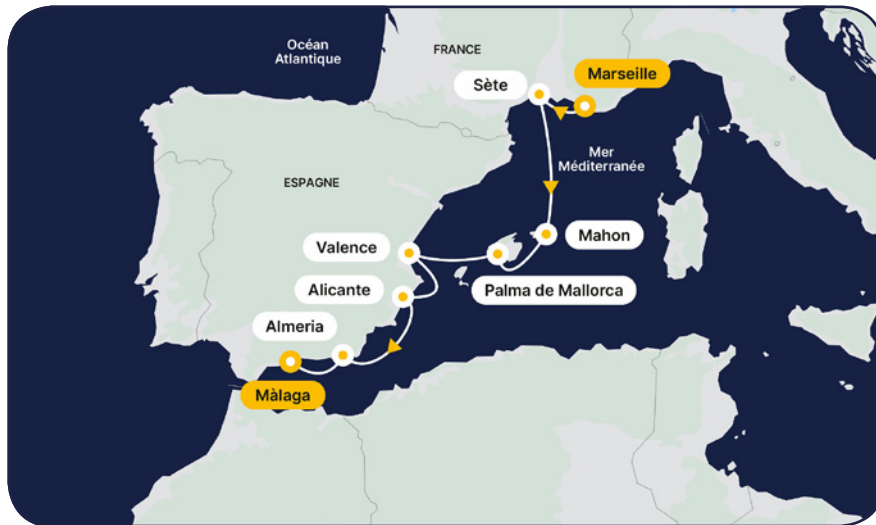 Océan
Atlantique
FRANCE
Marseille
Sète
Mer
Méditerranée
ESPAGNE
Mahon
Valence
Palma de Mallorca
Alicante
Almeria
Màlaga